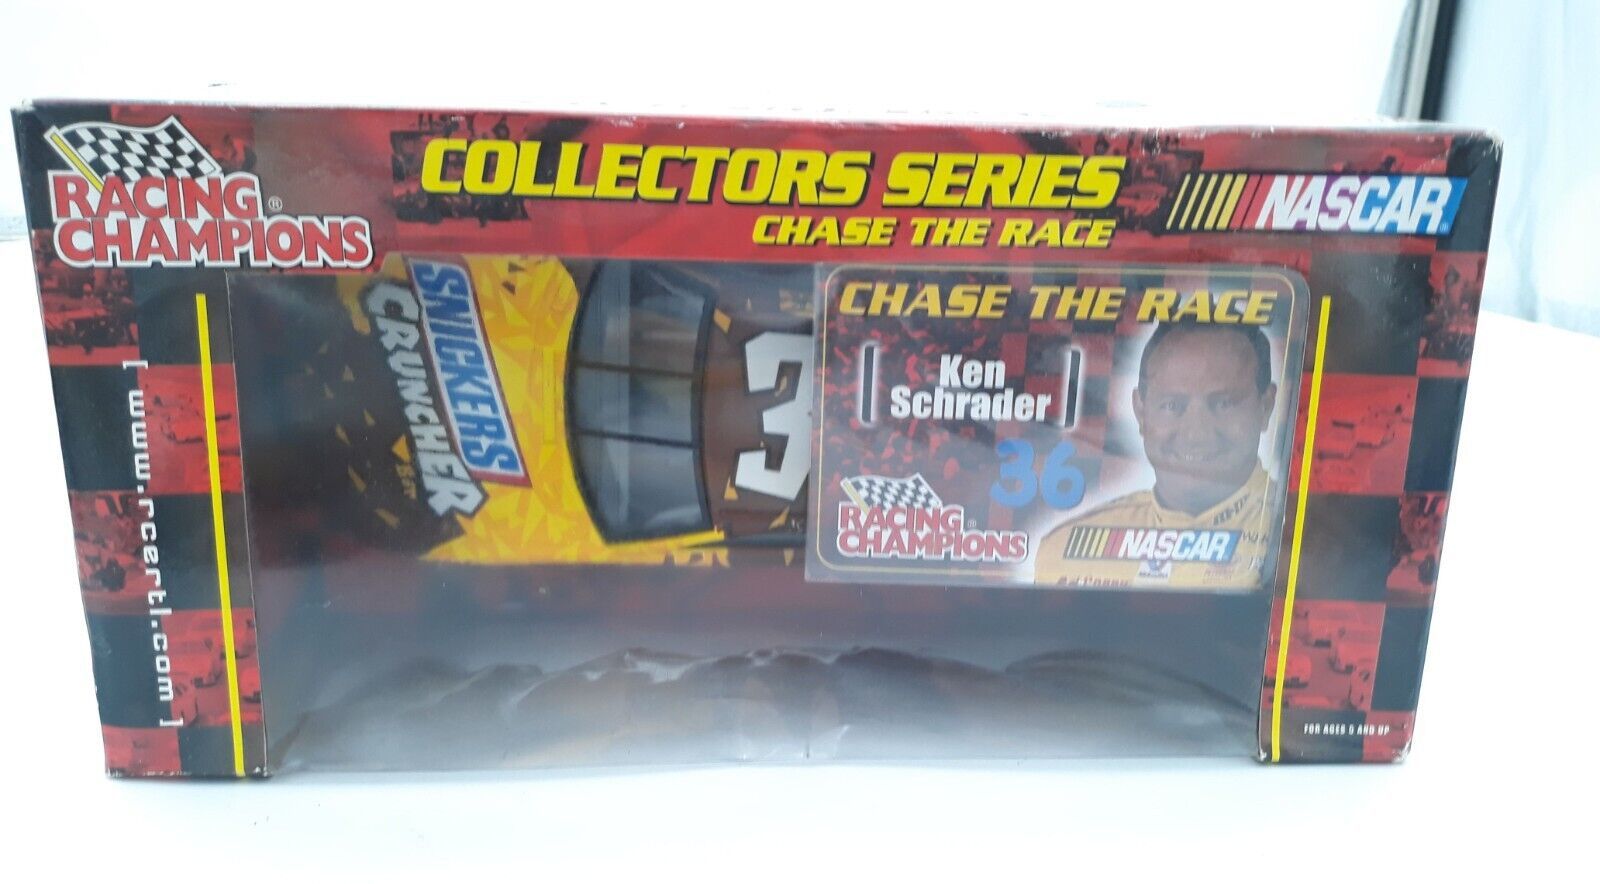 RACING
CHAMPIONS®
COLLECTORS SERIES
CHASE THE RACE
NASCAR
[ www.rcertl.com ]
SNICKERS
CRUNCHER
3
CHASE THE RACE
Ken
Schrader
36
RACING
CHAMPIONS®
NASCAR
FOR AGES 5 AND UP